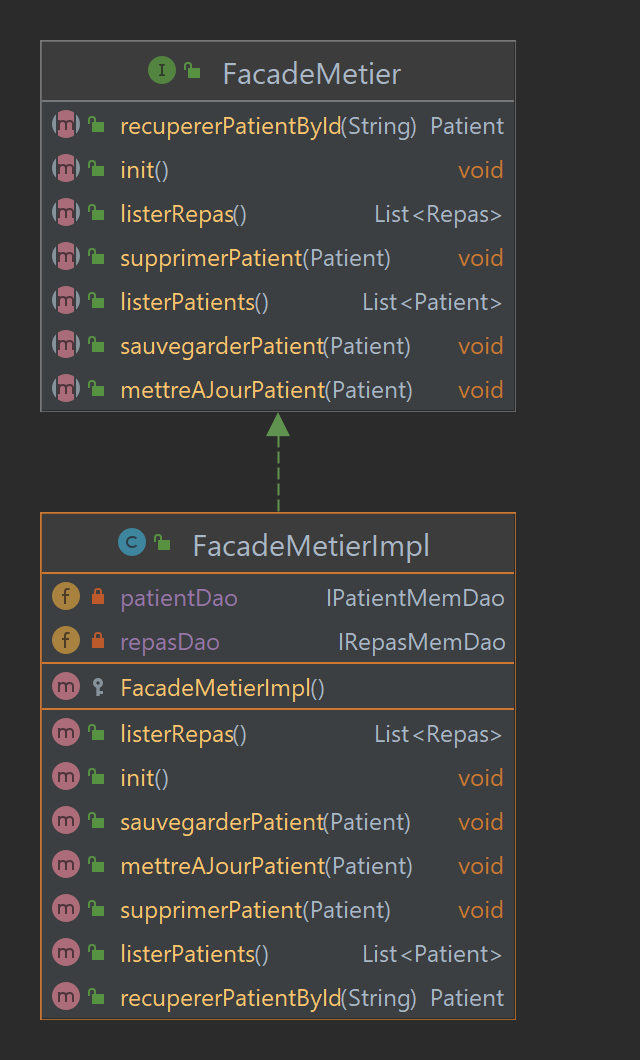 I FacadeMetier
m recupererPatientById(String) Patient
m init() void
m listerRepas() List<Repas>
m supprimerPatient(Patient) void
m listerPatients() List<Patient>
m sauvegarderPatient(Patient) void
m mettreAJourPatient(Patient) void
C FacadeMetierImpl
f patientDao IPatientMemDao
f repasDao IRepasMemDao
m FacadeMetierImpl()
m listerRepas() List<Repas>
m init() void
m sauvegarderPatient(Patient) void
m mettreAJourPatient(Patient) void
m supprimerPatient(Patient) void
m listerPatients() List<Patient>
m recupererPatientById(String) Patient